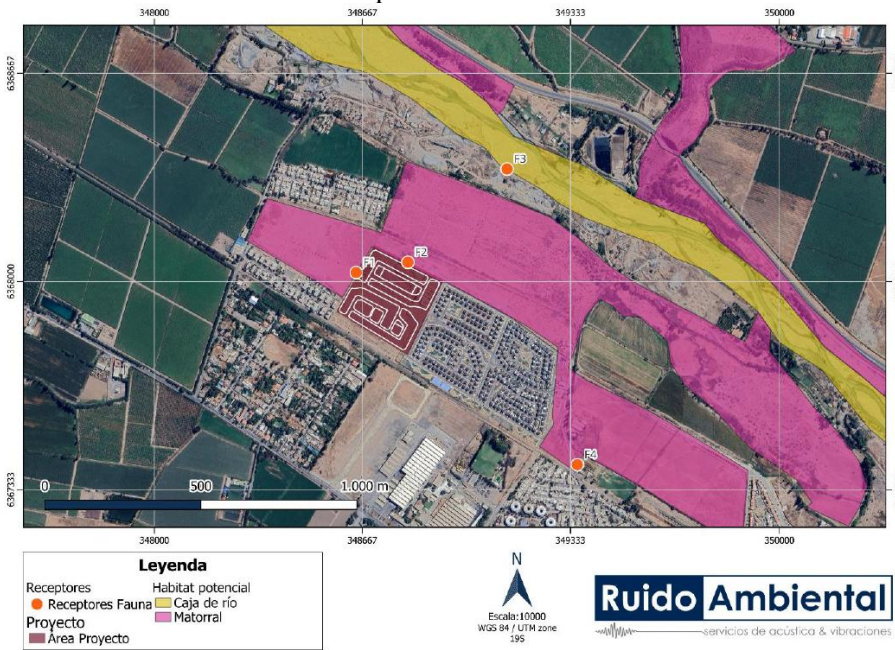 348000 348667 349333 350000
6368667
6368000
6367333
F3
F2
F1
F4
0 500 1.000 m
348000 348667 349333 350000
Leyenda
Receptores
Receptores Fauna
Proyecto
Área Proyecto
Habitat potencial
Caja de río
Matorral
N
Escala:10000
WGS 84 / UTM zone
19S
Ruido Ambiental
servicios de acústica & vibraciones